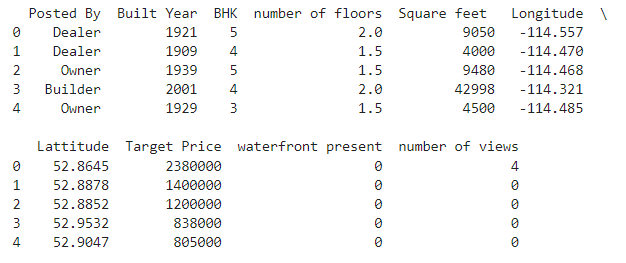 Posted By Built Year BHK number of floors Square feet Longitude \
0 Dealer 1921 5 2.0 9050 -114.557
1 Dealer 1909 4 1.5 4000 -114.470
2 Owner 1939 5 1.5 9480 -114.468
3 Builder 2001 4 2.0 42998 -114.321
4 Owner 1929 3 1.5 4500 -114.485
Lattitude Target Price waterfront present number of views
0 52.8645 2380000 0 4
1 52.8878 1400000 0 0
2 52.8852 1200000 0 0
3 52.9532 838000 0 0
4 52.9047 805000 0 0